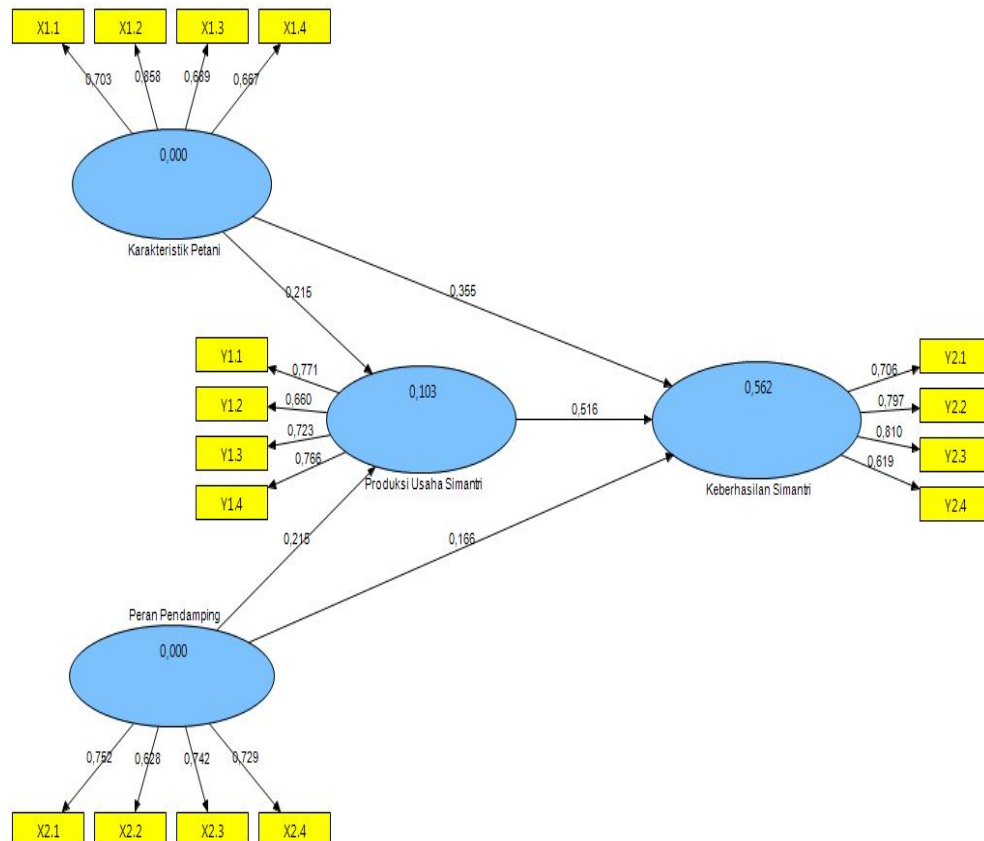 X1.1 X1.2 X1.3 X1.4
0,703 0,858 0,689 0,667
0,000
Karakteristik Petani
0,215
0,355
Y1.1
Y1.2
Y1.3
Y1.4
0,771
0,660
0,723
0,766
0,103
Produksi Usaha Simantri
0,516
0,562
Keberhasilan Simantri
0,706
0,797
0,810
0,619
Y2.1
Y2.2
Y2.3
Y2.4
0,215
0,166
Peran Pendamping
0,000
0,752 0,628 0,742 0,729
X2.1 X2.2 X2.3 X2.4